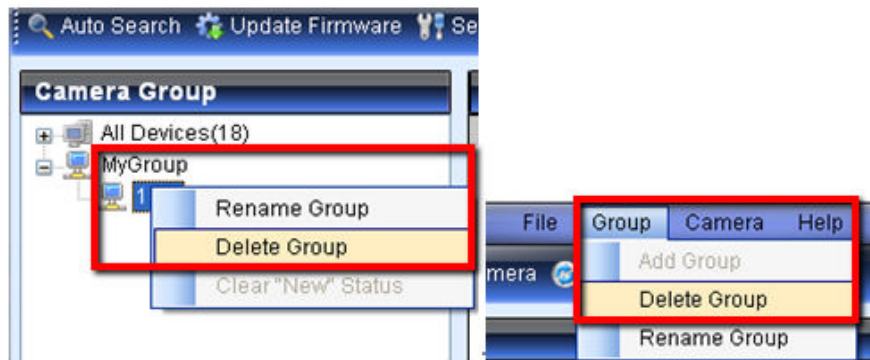 Auto Search Update Firmware Se
Camera Group
All Devices(18)
MyGroup
1
Rename Group
Delete Group
Clear "New" Status
File Group Camera Help
Add Group
mera
Delete Group
Rename Group